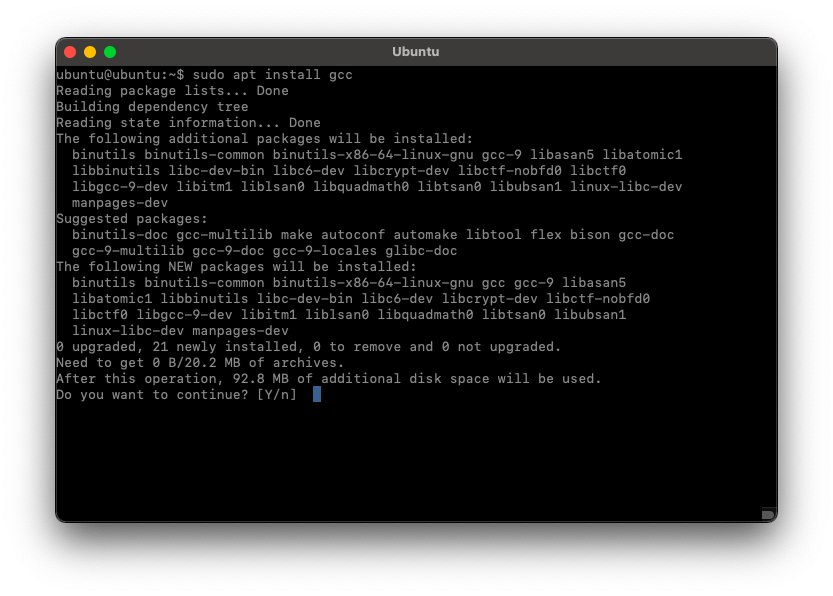 Ubuntu
ubuntu@ubuntu:~$ sudo apt install gcc
Reading package lists... Done
Building dependency tree
Reading state information... Done
The following additional packages will be installed:
  binutils binutils-common binutils-x86-64-linux-gnu gcc-9 libasan5 libatomic1
  libbinutils libc-dev-bin libc6-dev libcrypt-dev libctf-nobfd0 libctf0
  libgcc-9-dev libitm1 liblsan0 libquadmath0 libtsan0 libubsan1 linux-libc-dev
  manpages-dev
Suggested packages:
  binutils-doc gcc-multilib make autoconf automake libtool flex bison gcc-doc
  gcc-9-multilib gcc-9-doc gcc-9-locales glibc-doc
The following NEW packages will be installed:
  binutils binutils-common binutils-x86-64-linux-gnu gcc gcc-9 libasan5
  libatomic1 libbinutils libc-dev-bin libc6-dev libcrypt-dev libctf-nobfd0
  libctf0 libgcc-9-dev libitm1 liblsan0 libquadmath0 libtsan0 libubsan1
  linux-libc-dev manpages-dev
0 upgraded, 21 newly installed, 0 to remove and 0 not upgraded.
Need to get 0 B/20.2 MB of archives.
After this operation, 92.8 MB of additional disk space will be used.
Do you want to continue? [Y/n]